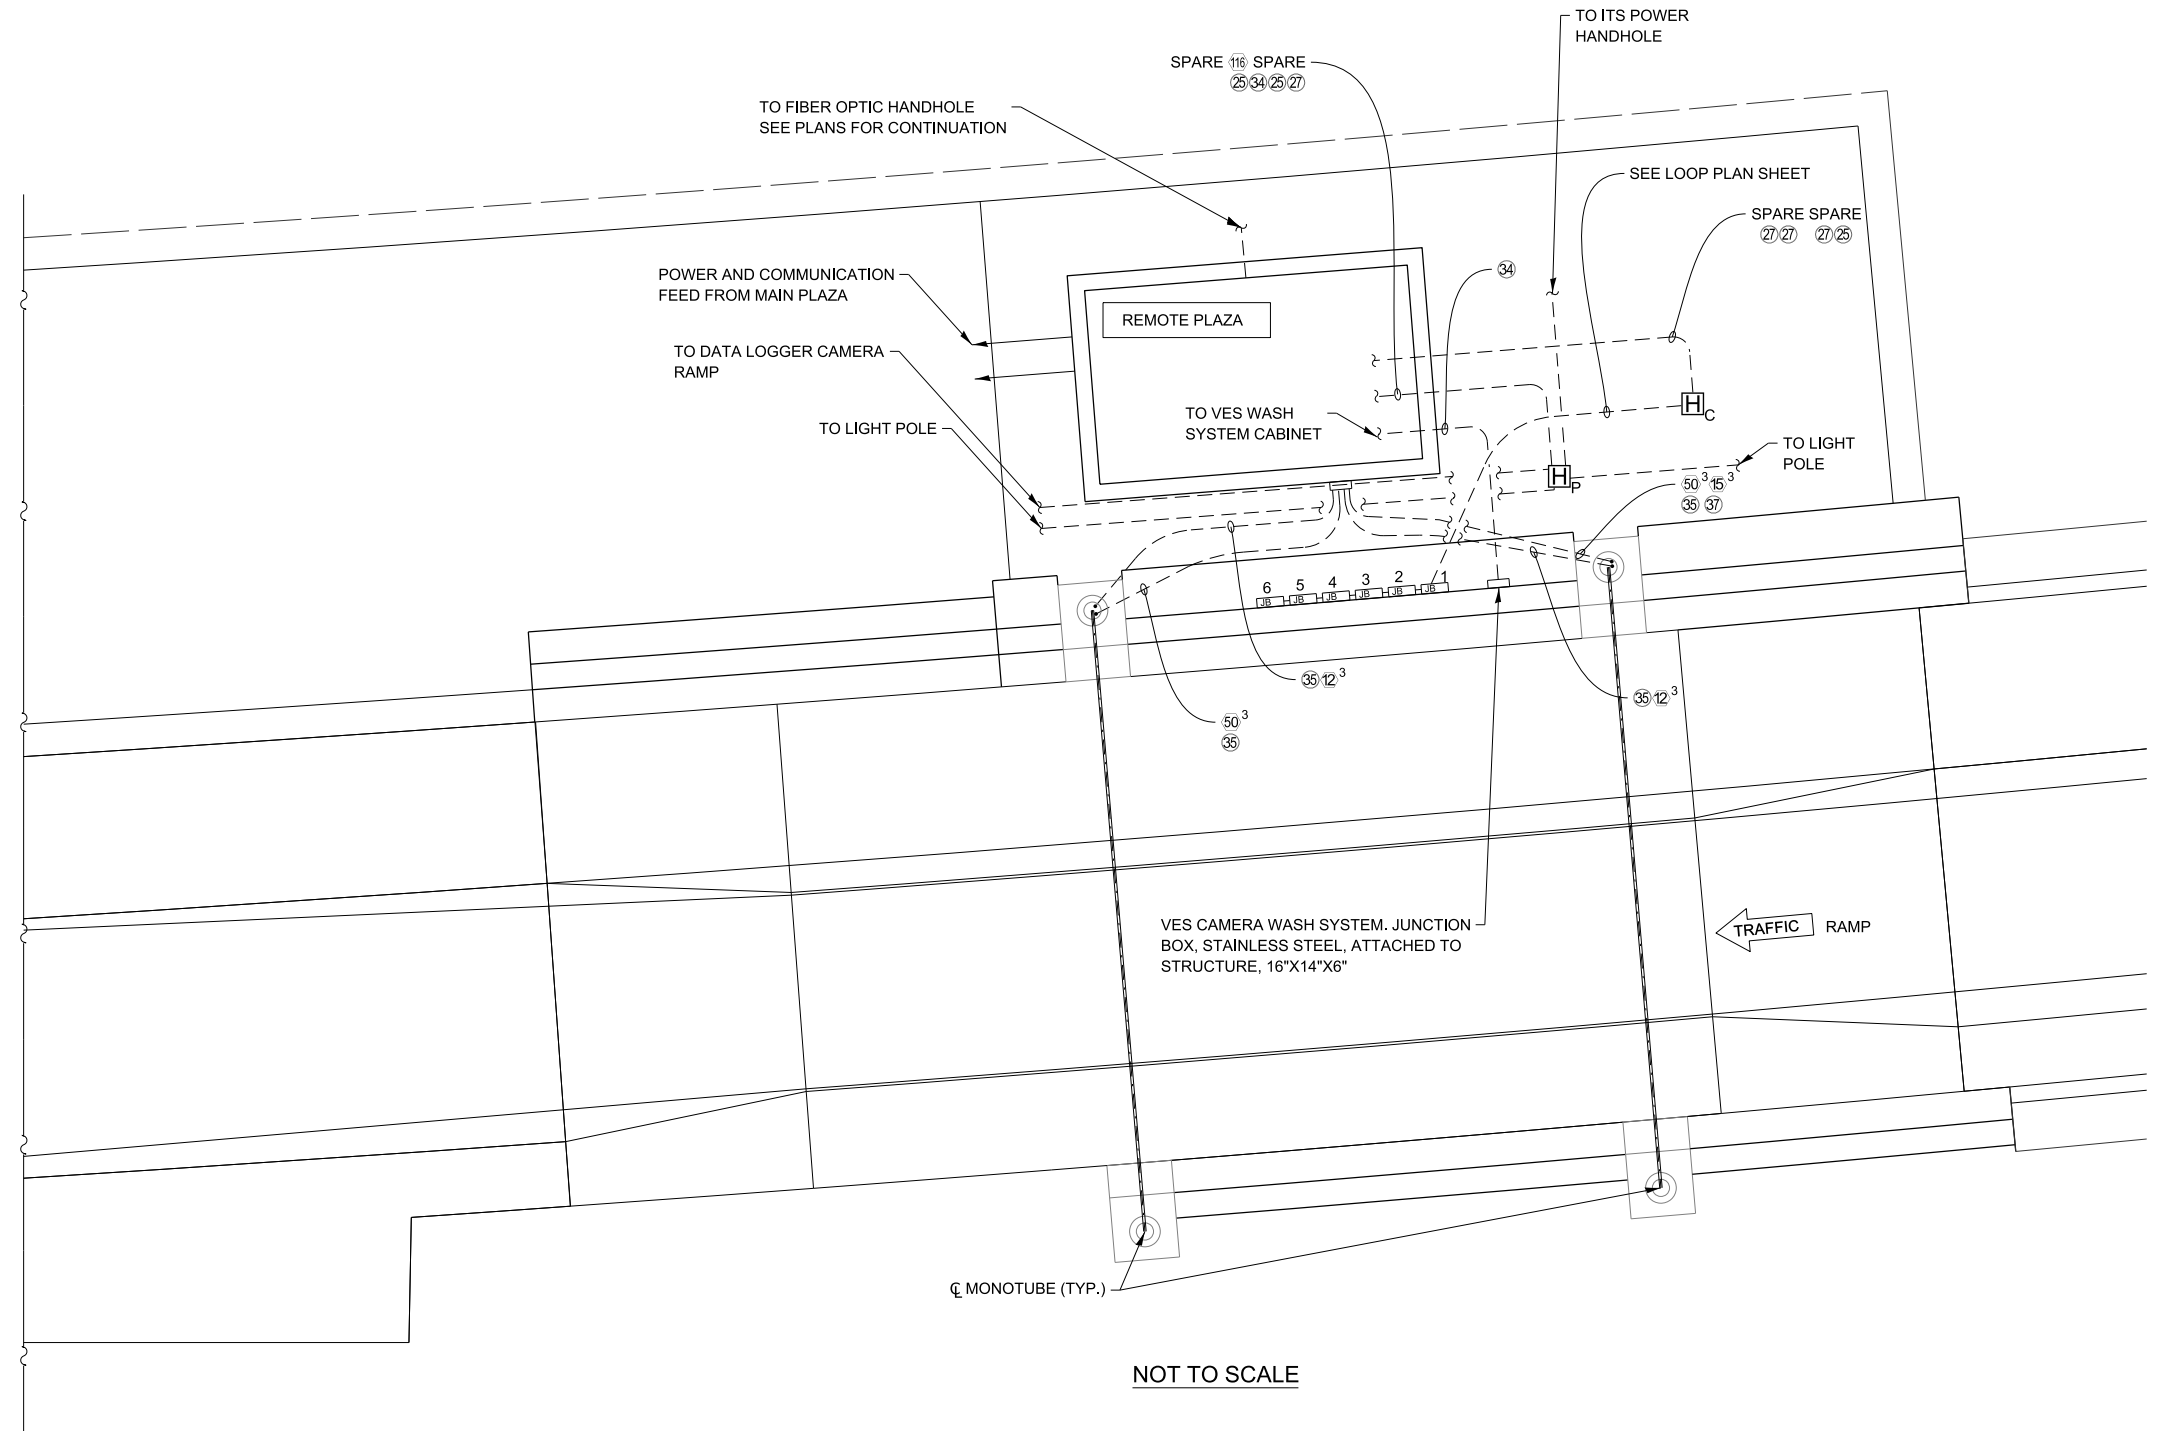 TO ITS POWER
HANDHOLE
SPARE 116 SPARE
25 34 25 27
TO FIBER OPTIC HANDHOLE
SEE PLANS FOR CONTINUATION
SEE LOOP PLAN SHEET
SPARE SPARE
27 27 27 25
34
POWER AND COMMUNICATION
FEED FROM MAIN PLAZA
REMOTE PLAZA
TO DATA LOGGER CAMERA
RAMP
TO LIGHT POLE
TO VES WASH
SYSTEM CABINET
H C
TO LIGHT
POLE
H P
50 3 15 3
35 37
6 5 4 3 2 1
JB JB JB JB JB JB
35 12 3
35 12 3
50 3
35
VES CAMERA WASH SYSTEM. JUNCTION
BOX, STAINLESS STEEL, ATTACHED TO
STRUCTURE, 16"X14"X6"
TRAFFIC RAMP
℄ MONOTUBE (TYP.)
NOT TO SCALE